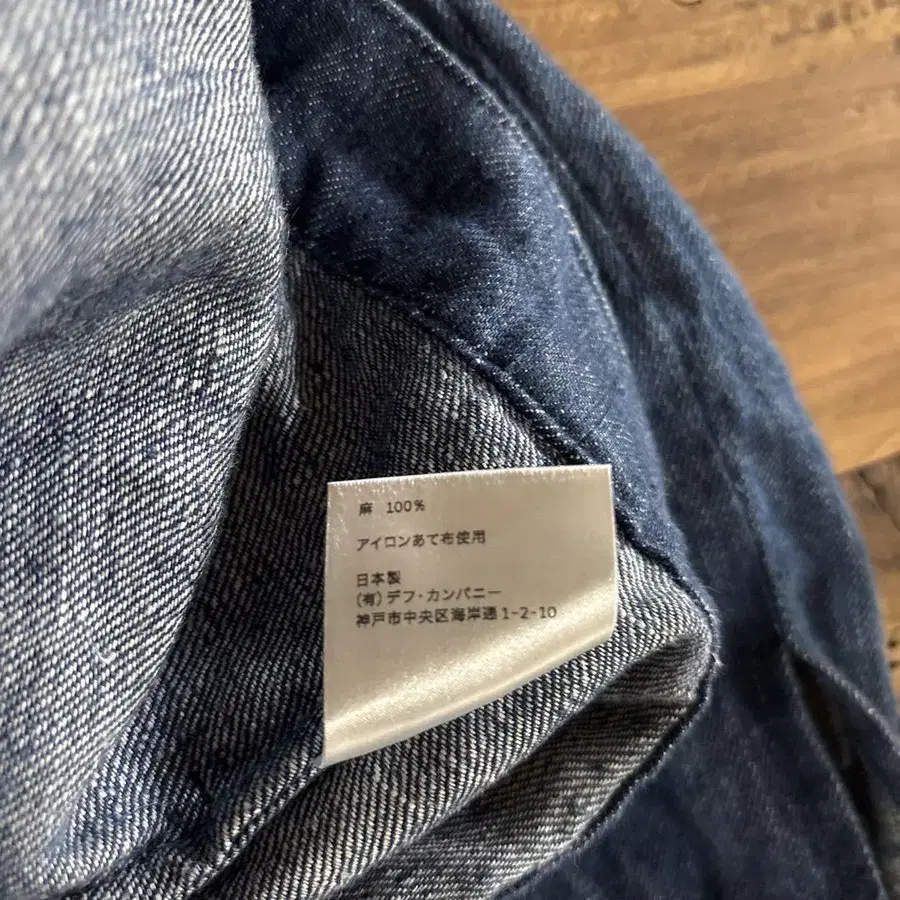 麻 100%
アイロンあて布使用
日本製
(有)デフ・カンパニー
神戸市中央区海岸通1-2-10